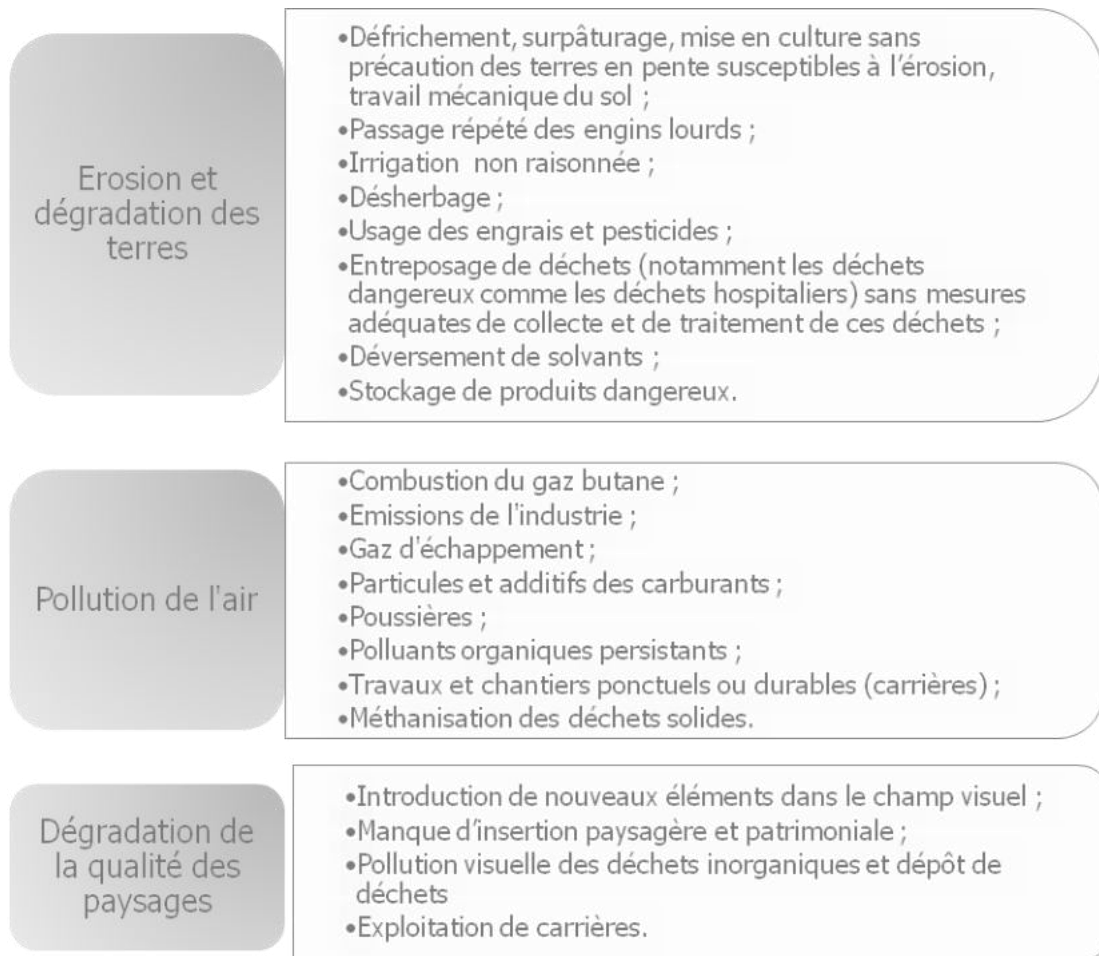 Erosion et
dégradation des
terres
•Défrichement, surpâturage, mise en culture sans
précaution des terres en pente susceptibles à l'érosion,
travail mécanique du sol ;
•Passage répété des engins lourds ;
•Irrigation non raisonnée ;
•Désherbage ;
•Usage des engrais et pesticides ;
•Entreposage de déchets (notamment les déchets
dangereux comme les déchets hospitaliers) sans mesures
adéquates de collecte et de traitement de ces déchets ;
•Déversement de solvants ;
•Stockage de produits dangereux.
Pollution de l'air
•Combustion du gaz butane ;
•Emissions de l'industrie ;
•Gaz d'échappement ;
•Particules et additifs des carburants ;
•Poussières ;
•Polluants organiques persistants ;
•Travaux et chantiers ponctuels ou durables (carrières) ;
•Méthanisation des déchets solides.
Dégradation de
la qualité des
paysages
•Introduction de nouveaux éléments dans le champ visuel ;
•Manque d'insertion paysagère et patrimoniale ;
•Pollution visuelle des déchets inorganiques et dépôt de
déchets
•Exploitation de carrières.